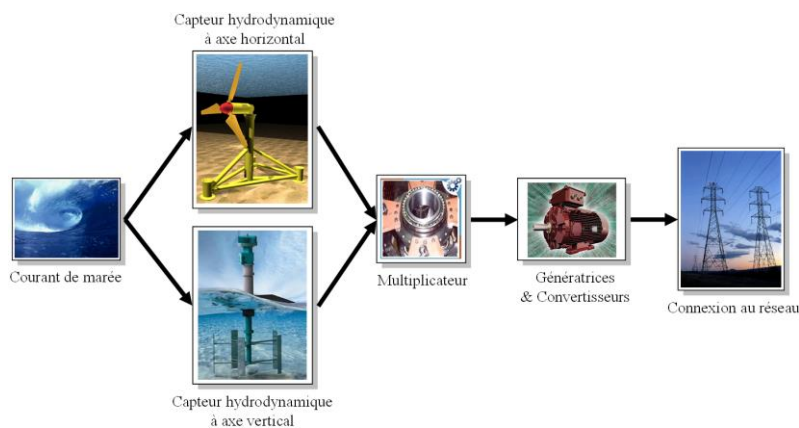 Capteur hydrodynamique
à axe horizontal
Courant de marée
Multiplicateur
Génératrices
& Convertisseurs
Connexion au réseau
Capteur hydrodynamique
à axe vertical